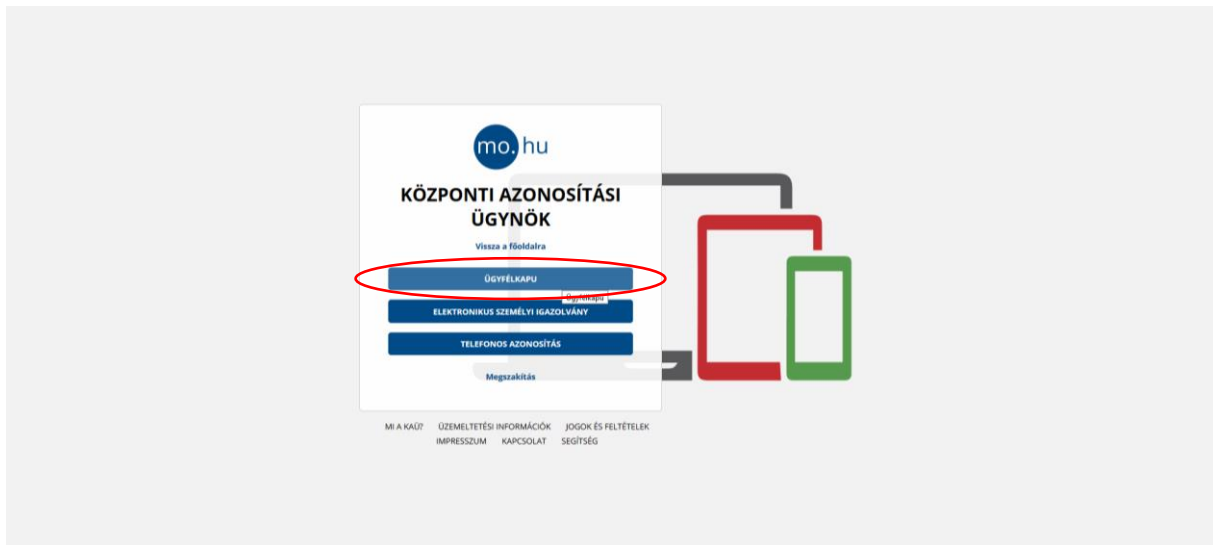 mo.hu
KÖZPONTI AZONOSÍTÁSI
ÜGYNÖK
Vissza a főoldalra
ÜGYFÉLKAPU
Ügyfélkapu
ELEKTRONIKUS SZEMÉLYI IGAZOLVÁNY
TELEFONOS AZONOSÍTÁS
Megszakítás
MI A KAÜ? ÜZEMELTETÉSI INFORMÁCIÓK JOGOK ÉS FELTÉTELEK
IMPRESSZUM KAPCSOLAT SEGÍTSÉG